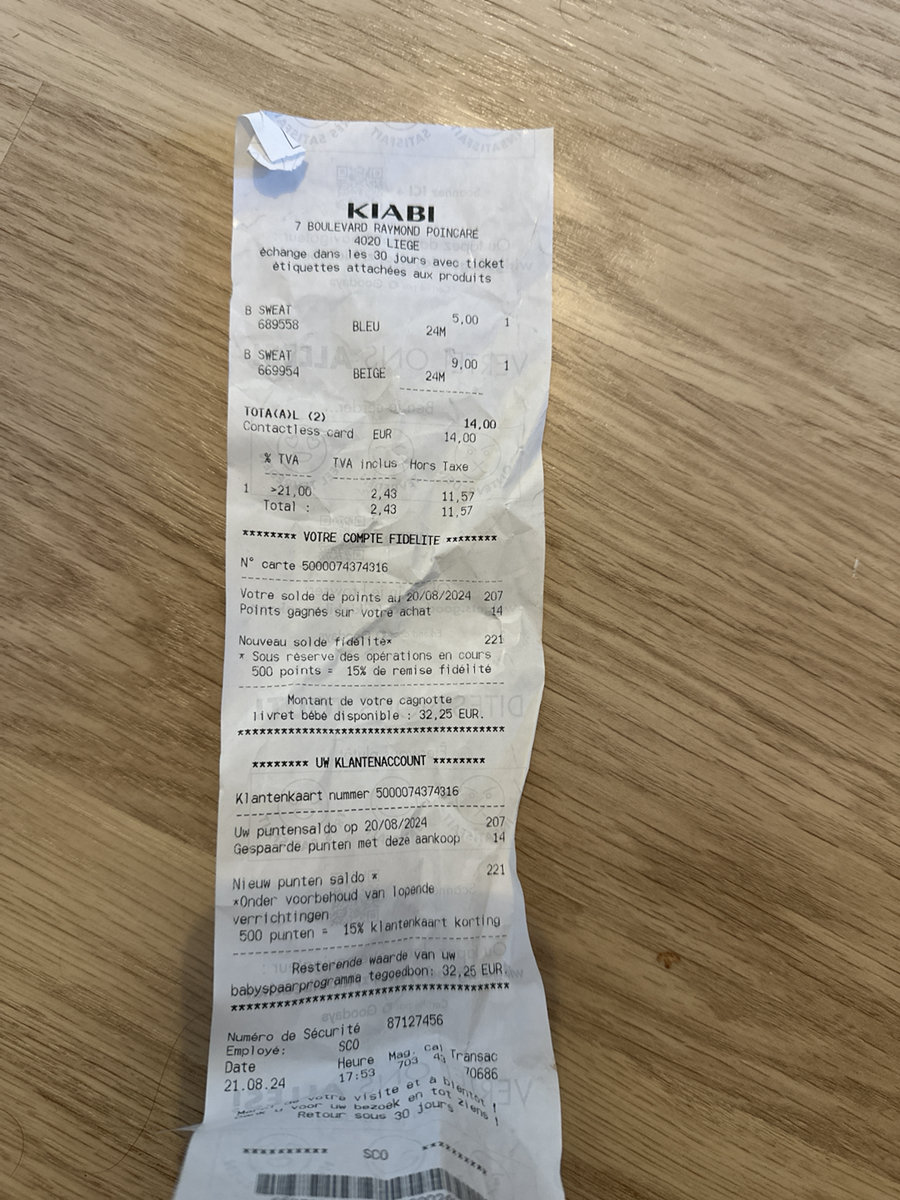 KIABI
7 BOULEVARD RAYMOND POINCARÉ
4020 LIEGE
échange dans les 30 jours avec ticket
étiquettes attachées aux produits
B SWEAT 5,00 1
689558 BLEU 24M
B SWEAT 9,00 1
669954 BEIGE 24M
TOTA(A)L (2) 14,00
Contactless card EUR 14,00
% TVA TVA inclus Hors Taxe
1 >21,00 2,43 11,57
Total : 2,43 11,57
******** VOTRE COMPTE FIDELITE ********
N° carte 5000074374316
Votre solde de points au 20/08/2024 207
Points gagnés sur votre achat 14
Nouveau solde fidélité* 221
* Sous réserve des opérations en cours
500 points = 15% de remise fidélité
Montant de votre cagnotte
livret bébé disponible : 32,25 EUR.
******** UW KLANTENACCOUNT ********
Klantenkaart nummer 5000074374316
Uw puntensaldo op 20/08/2024 207
Gespaarde punten met deze aankoop 14
Nieuw punten saldo * 221
*Onder voorbehoud van lopende
verrichtingen
500 punten = 15% klantenkaart korting
Resterende waarde van uw
babyspaarprogramma tegoedbon: 32,25 EUR.
Numéro de Sécurité 87127456
Employé: SCO
Date Heure Mag. cai Transac
21.08.24 17:53 703 43 70686
de votre visite et à bientôt !
u voor uw bezoek en tot ziens !
Retour sous 30 jours
********** SCO **********